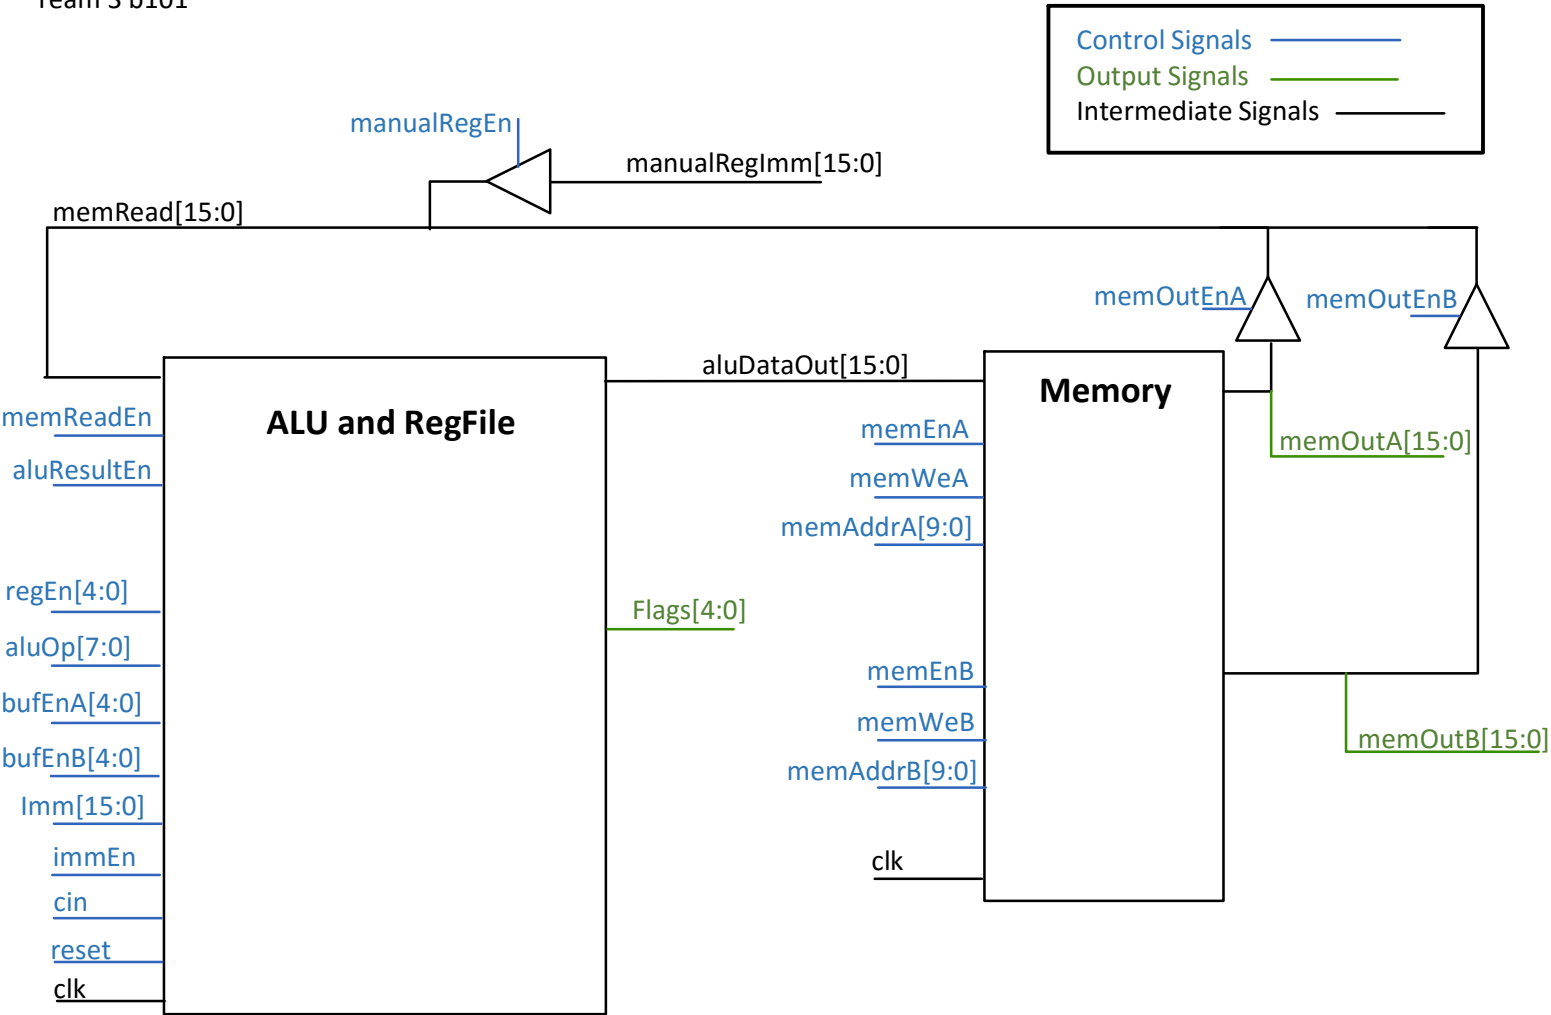 Team 3 b101
Control Signals
Output Signals
Intermediate Signals
manualRegEn
manualRegImm[15:0]
memRead[15:0]
memOutEnA
memOutEnB
aluDataOut[15:0]
ALU and RegFile
Memory
memReadEn
aluResultEn
memEnA
memWeA
memAddrA[9:0]
memOutA[15:0]
regEn[4:0]
aluOp[7:0]
bufEnA[4:0]
bufEnB[4:0]
Imm[15:0]
immEn
cin
reset
clk
Flags[4:0]
memEnB
memWeB
memAddrB[9:0]
clk
memOutB[15:0]